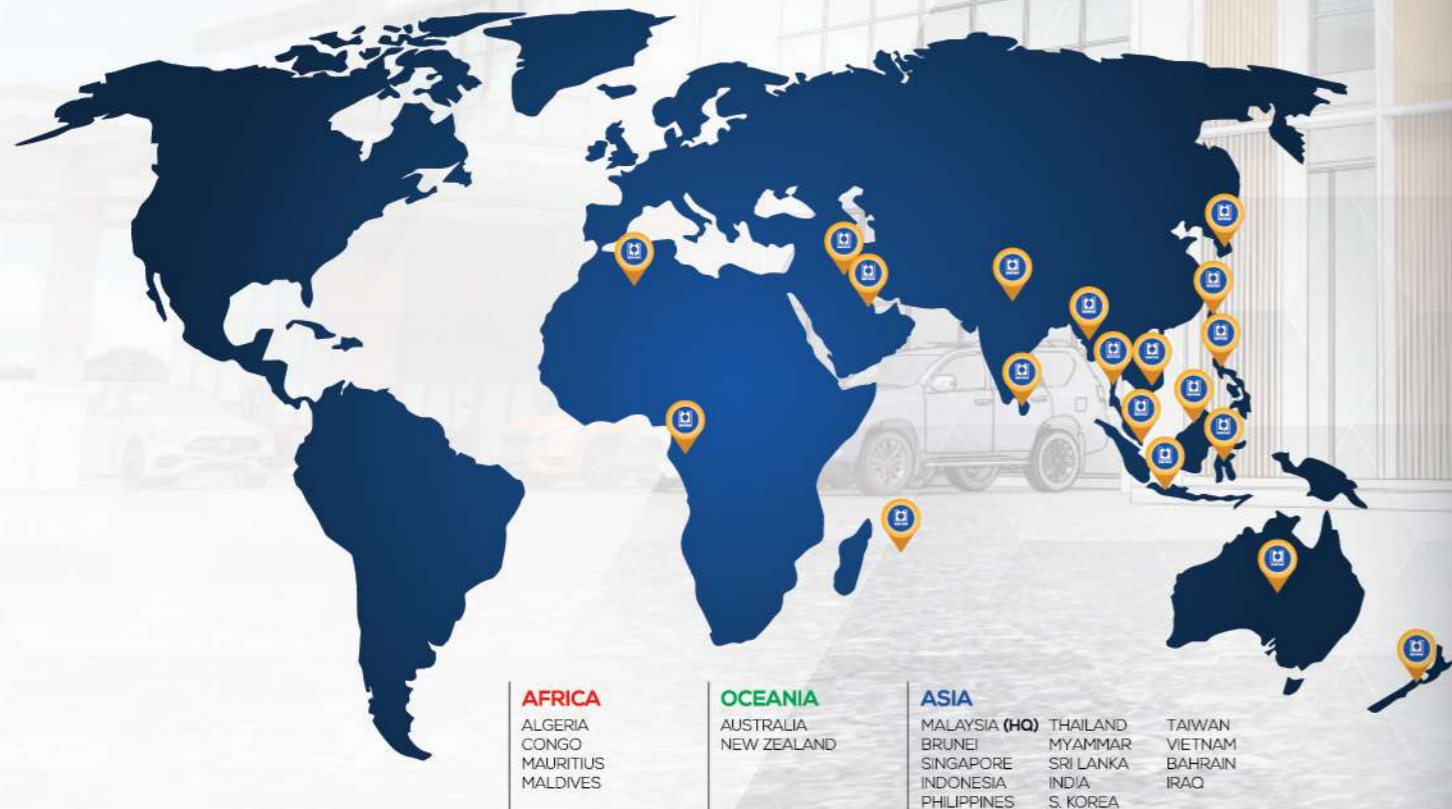 AFRICA
ALGERIA
CONGO
MAURITIUS
MALDIVES
OCEANIA
AUSTRALIA
NEW ZEALAND
ASIA
MALAYSIA (HQ)
BRUNEI
SINGAPORE
INDONESIA
PHILIPPINES
THAILAND
MYAMMAR
SRI LANKA
INDIA
S. KOREA
TAIWAN
VIETNAM
BAHRAIN
IRAQ